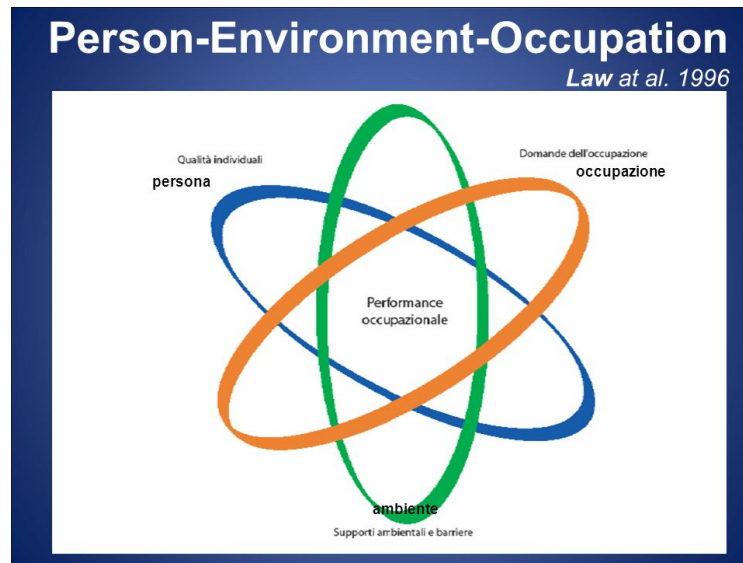 Person-Environment-Occupation
Law at al. 1996
Qualità individuali
persona
Domande dell'occupazione
occupazione
Performance
occupazionale
ambiente
Supporti ambientali e barriere